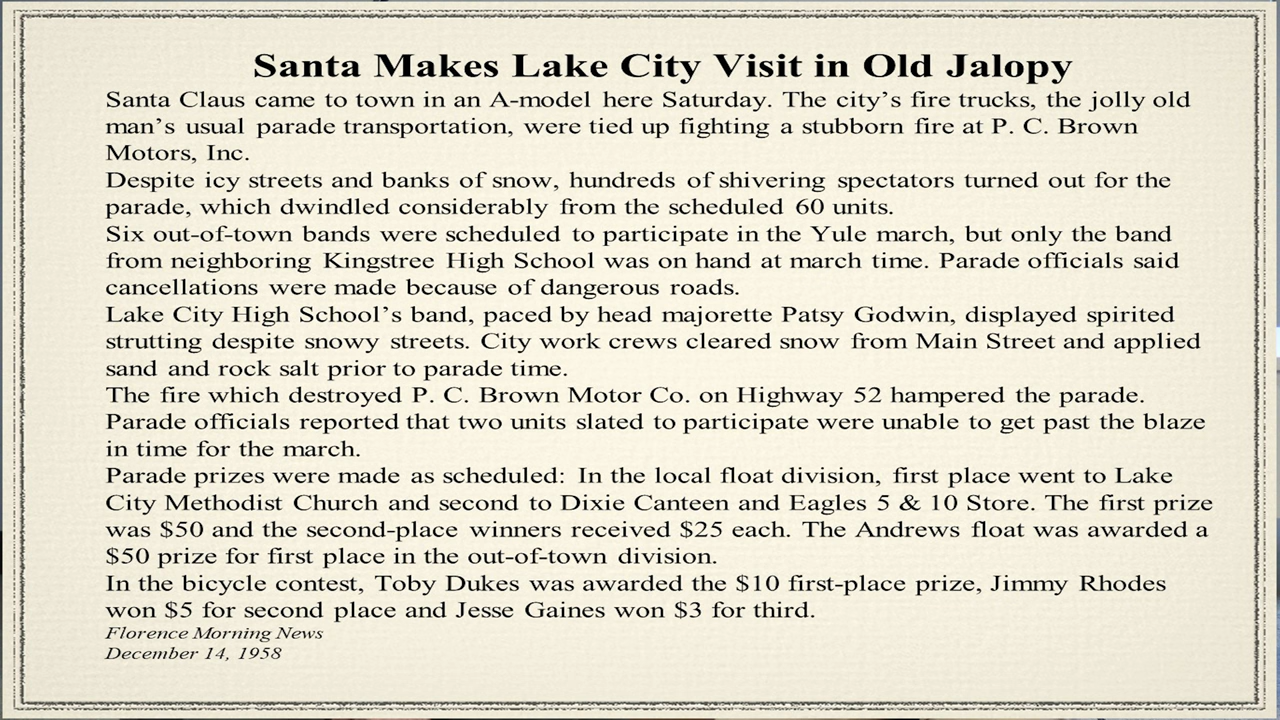 Santa Makes Lake City Visit in Old Jalopy
Santa Claus came to town in an A-model here Saturday. The city’s fire trucks, the jolly old
man’s usual parade transportation, were tied up fighting a stubborn fire at P. C. Brown
Motors, Inc.
Despite icy streets and banks of snow, hundreds of shivering spectators turned out for the
parade, which dwindled considerably from the scheduled 60 units.
Six out-of-town bands were scheduled to participate in the Yule march, but only the band
from neighboring Kingstree High School was on hand at march time. Parade officials said
cancellations were made because of dangerous roads.
Lake City High School’s band, paced by head majorette Patsy Godwin, displayed spirited
strutting despite snowy streets. City work crews cleared snow from Main Street and applied
sand and rock salt prior to parade time.
The fire which destroyed P. C. Brown Motor Co. on Highway 52 hampered the parade.
Parade officials reported that two units slated to participate were unable to get past the blaze
in time for the march.
Parade prizes were made as scheduled: In the local float division, first place went to Lake
City Methodist Church and second to Dixie Canteen and Eagles 5 & 10 Store. The first prize
was $50 and the second-place winners received $25 each. The Andrews float was awarded a
$50 prize for first place in the out-of-town division.
In the bicycle contest, Toby Dukes was awarded the $10 first-place prize, Jimmy Rhodes
won $5 for second place and Jesse Gaines won $3 for third.
Florence Morning News
December 14, 1958